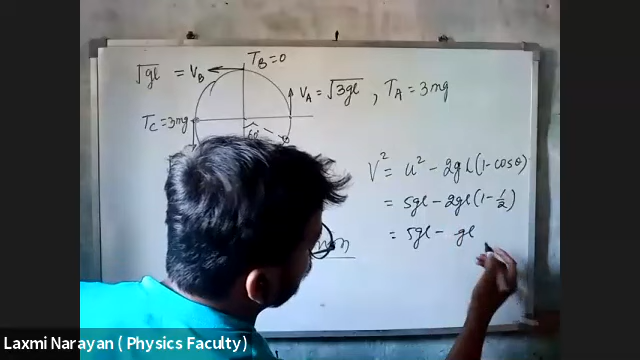 T_B = 0
√gl = V_B
V_A = √3gl , T_A = 3mg
T_C = 3mg
60°
V² = u² - 2gl(1 - cosθ)
= 5gl - 2gl(1 - 1/2)
= 5gl - gl
Laxmi Narayan ( Physics Faculty)